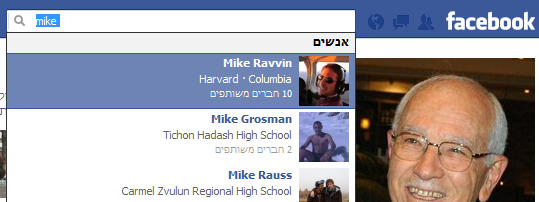 mike
facebook
אנשים
Mike Ravvin
Harvard · Columbia
10 חברים משותפים
Mike Grosman
Tichon Hadash High School
2 חברים משותפים
Mike Rauss
Carmel Zvulun Regional High School